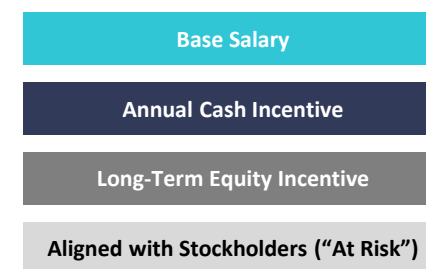 Base Salary
Annual Cash Incentive
Long-Term Equity Incentive
Aligned with Stockholders (“At Risk”)